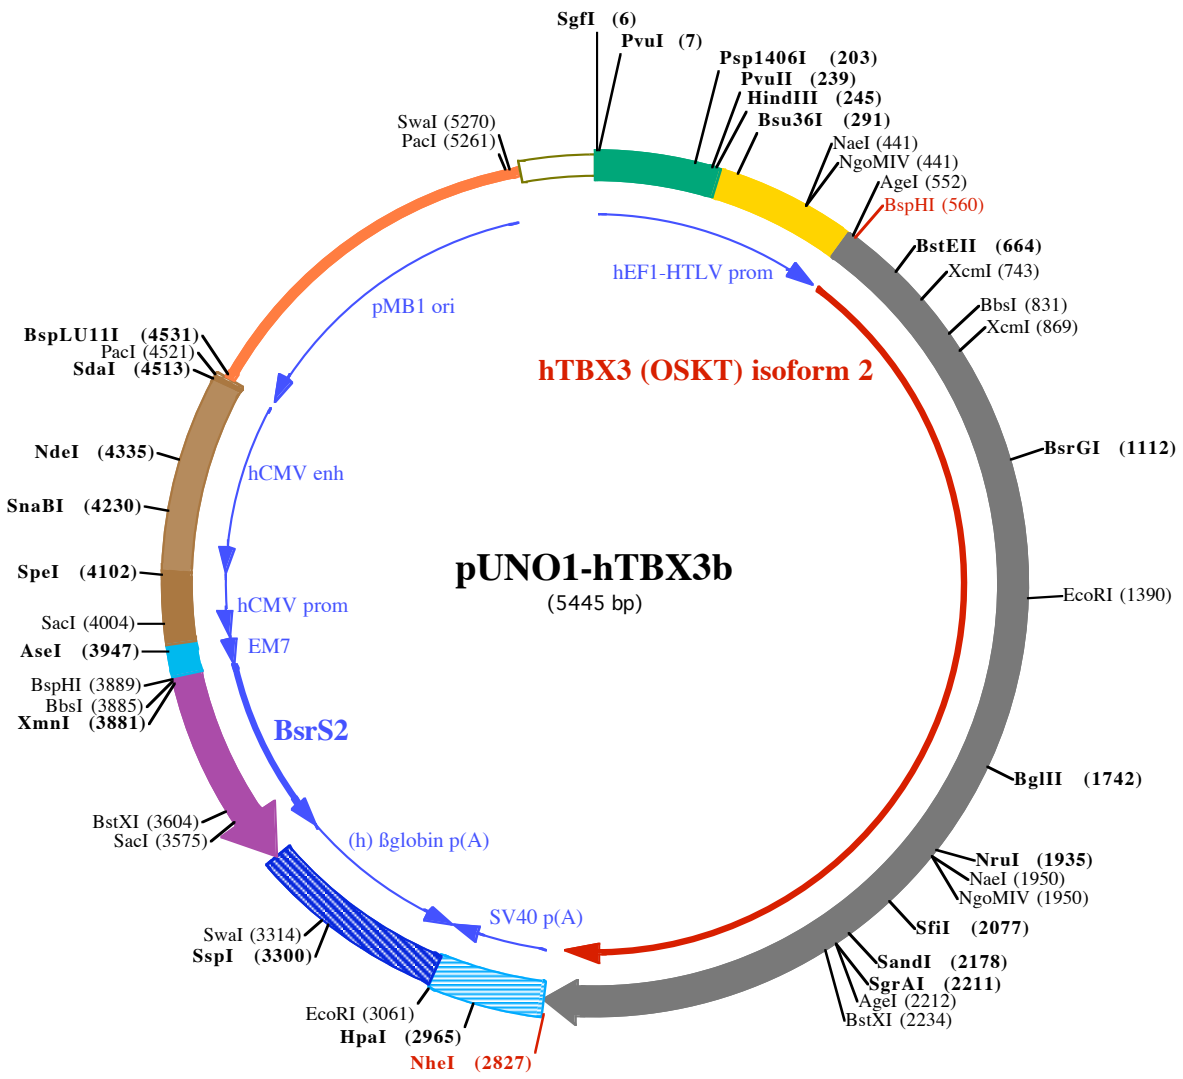 SgfI (6)
PvuI (7)
Psp1406I (203)
PvuII (239)
HindIII (245)
Bsu36I (291)
NaeI (441)
NgoMIV (441)
AgeI (552)
BspHI (560)
BstEII (664)
XcmI (743)
BbsI (831)
XcmI (869)
BsrGI (1112)
EcoRI (1390)
BglII (1742)
NruI (1935)
NaeI (1950)
NgoMIV (1950)
SfiI (2077)
SandI (2178)
SgrAI (2211)
AgeI (2212)
BstXI (2234)
NheI (2827)
HpaI (2965)
EcoRI (3061)
SspI (3300)
SwaI (3314)
SacI (3575)
BstXI (3604)
XmnI (3881)
BbsI (3885)
BspHI (3889)
AseI (3947)
SacI (4004)
SpeI (4102)
SnaBI (4230)
NdeI (4335)
SdaI (4513)
PacI (4521)
BspLU11I (4531)
PacI (5261)
SwaI (5270)
hEF1-HTLV prom
hTBX3 (OSKT) isoform 2
pMB1 ori
hCMV enh
hCMV prom
EM7
BsrS2
(h) ßglobin p(A)
SV40 p(A)
pUNO1-hTBX3b
(5445 bp)